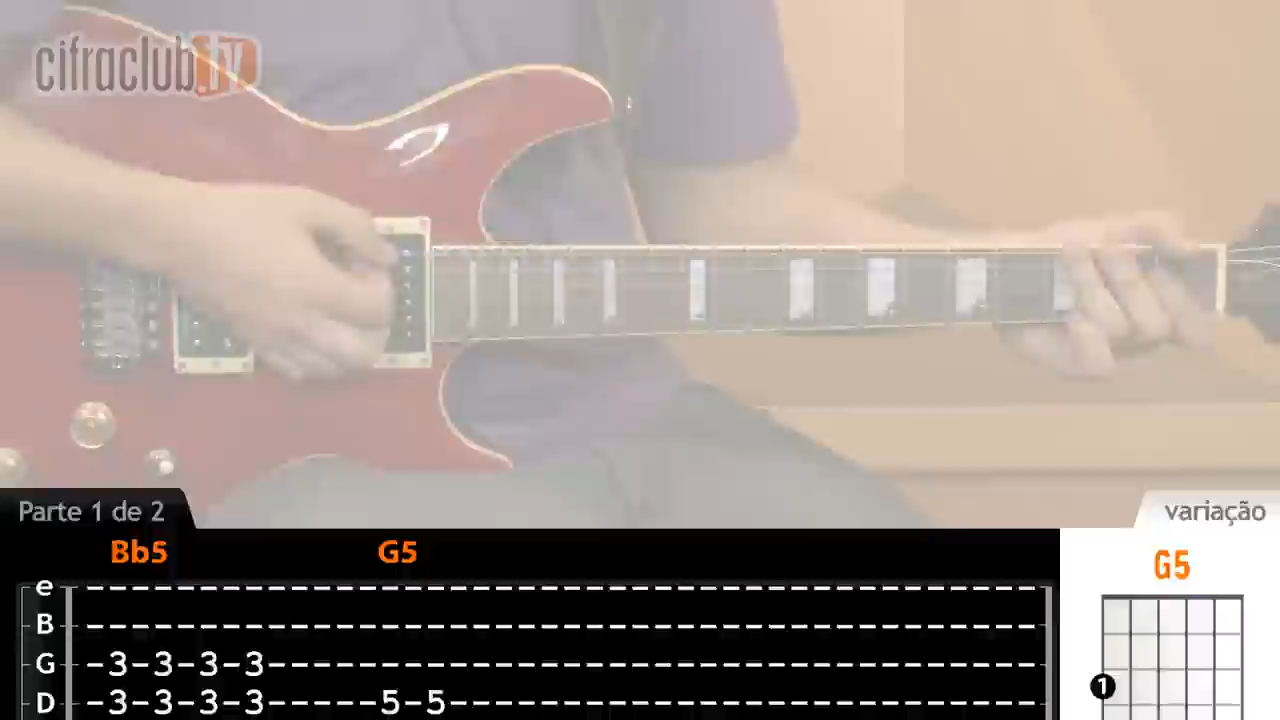 cifraclub.tv
Parte 1 de 2
variação
Bb5 G5
G5
e
B
G -3-3-3-3-
D -3-3-3-3-----5-5-
1